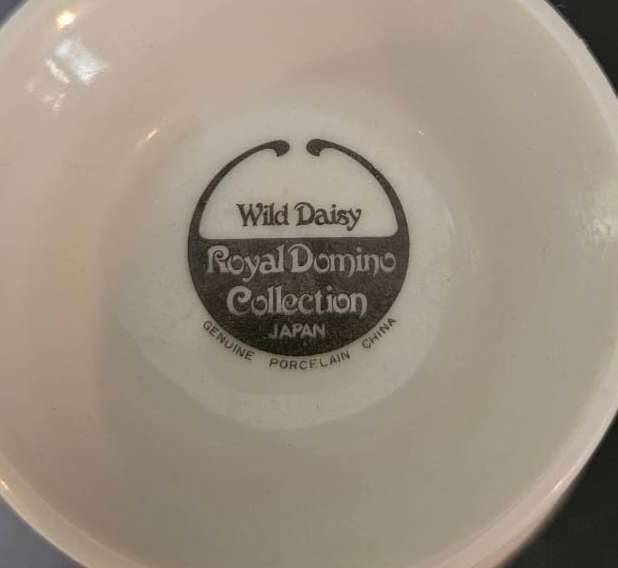 Wild Daisy
Royal Domino
Collection
JAPAN
GENUINE PORCELAIN CHINA